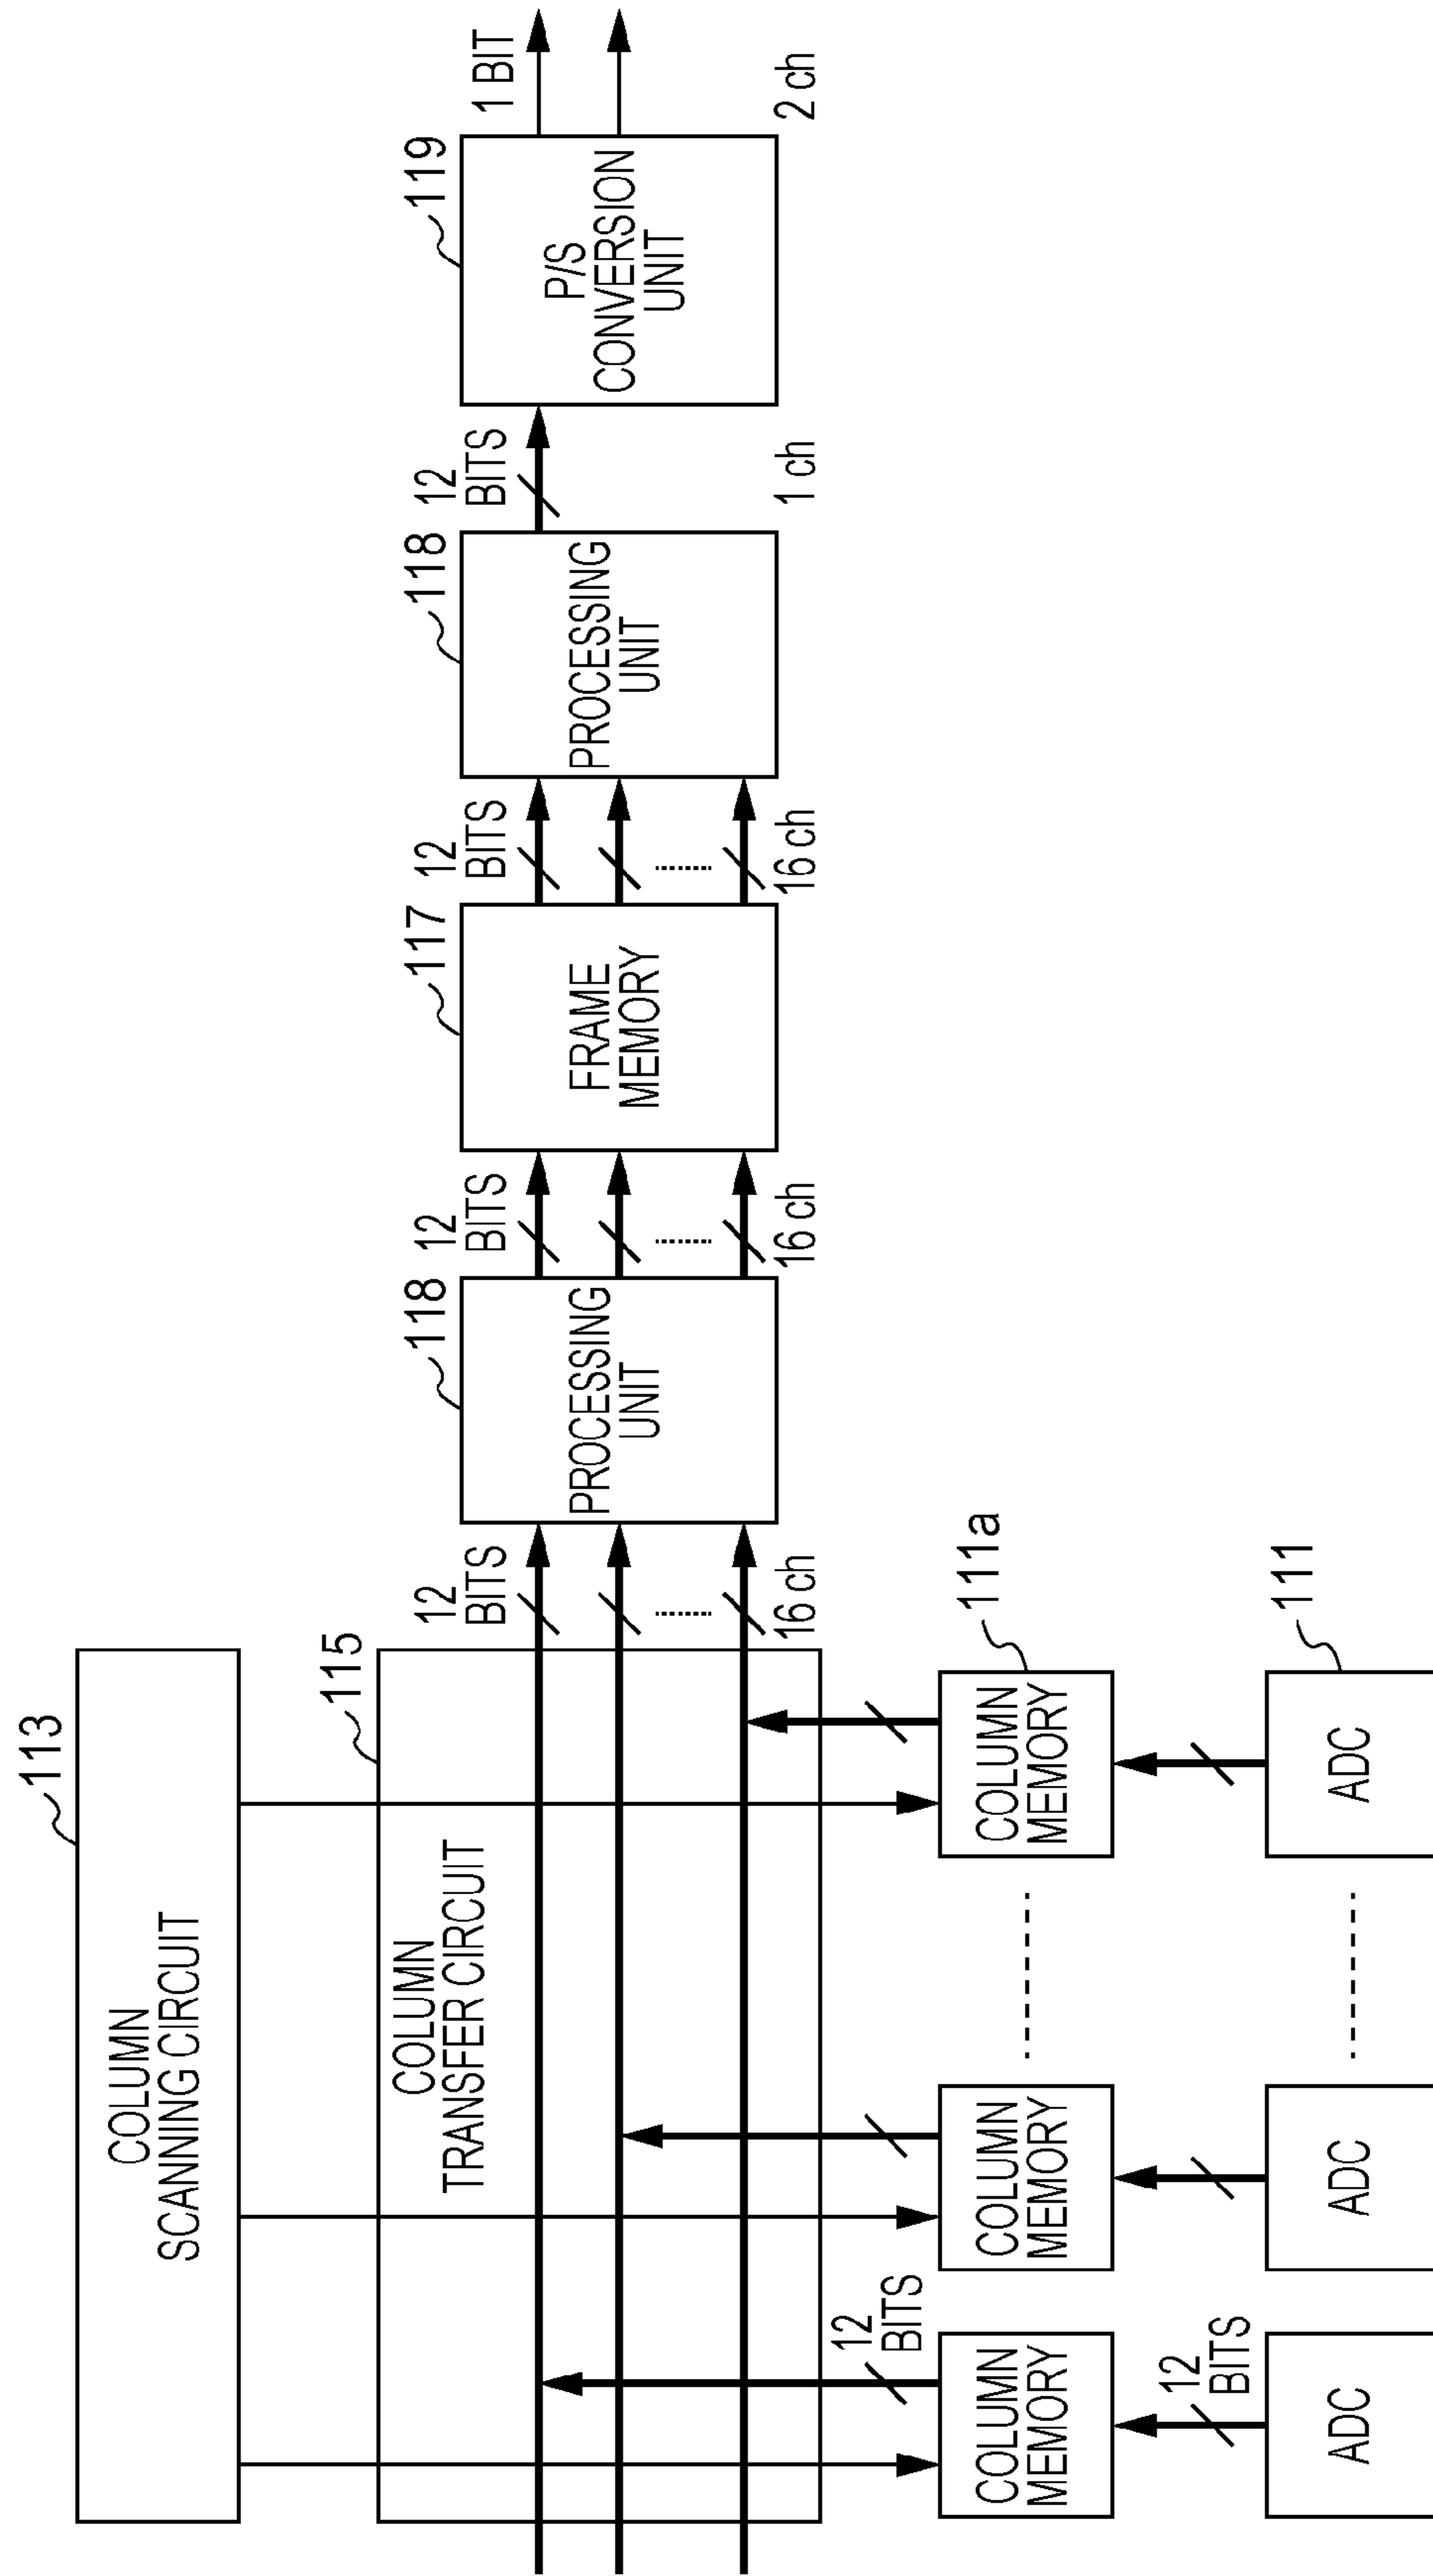 113
COLUMN
SCANNING CIRCUIT
115
COLUMN
TRANSFER CIRCUIT
12
BITS
16 ch
118
PROCESSING
UNIT
12
BITS
16 ch
117
FRAME
MEMORY
12
BITS
16 ch
118
PROCESSING
UNIT
12
BITS
1 ch
119
P/S
CONVERSION
UNIT
1 BIT
2 ch
12
BITS
COLUMN
MEMORY
COLUMN
MEMORY
COLUMN
MEMORY
111a
12
BITS
ADC
ADC
ADC
111